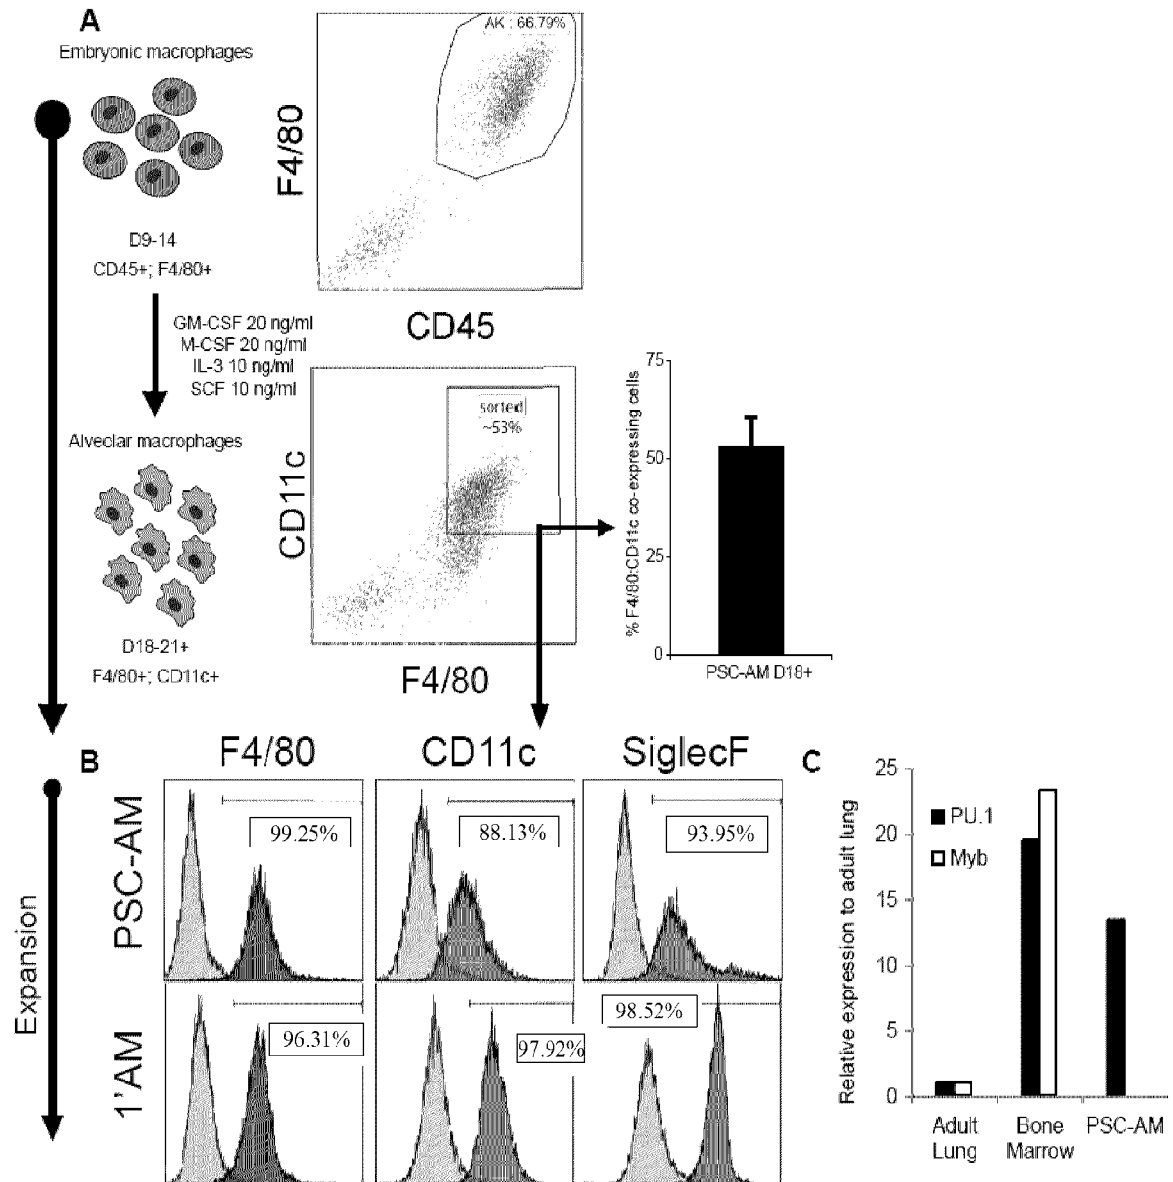 A
Embryonic macrophages
AK : 66.79%
F4/80
D9-14
CD45+; F4/80+
CD45
GM-CSF 20 ng/ml
M-CSF 20 ng/ml
IL-3 10 ng/ml
SCF 10 ng/ml
Alveolar macrophages
sorted
~53%
CD11c
F4/80
D18-21+
F4/80+; CD11c+
% F4/80:CD11c co-expressing cells
75
50
25
0
PSC-AM D18+
B
F4/80
CD11c
SiglecF
PSC-AM
99.25%
88.13%
93.95%
Expansion
1'AM
96.31%
97.92%
98.52%
C
Relative expression to adult lung
25
20
15
10
5
0
PU.1
Myb
Adult
Lung
Bone
Marrow
PSC-AM